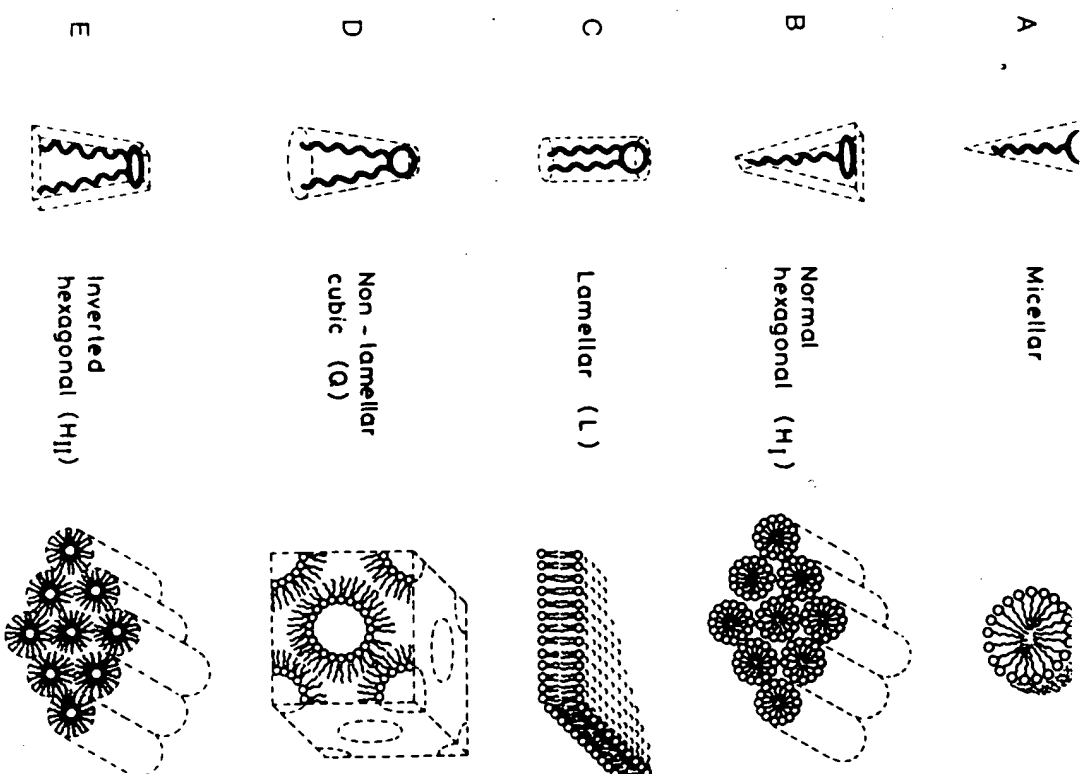 A
Micellar
B
Normal
hexagonal (H_I)
C
Lamellar (L)
D
Non-lamellar
cubic (Q)
E
Inverted
hexagonal (H_II)